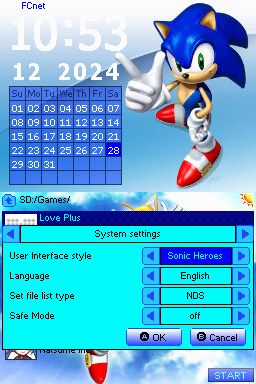 FCnet
10:53
12 2024
Su Mo Tu We Th Fr Sa
01 02 03 04 05 06 07
08 09 10 11 12 13 14
15 16 17 18 19 20 21
22 23 24 25 26 27 28
29 30 31
SD:/Games/
Love Plus
System settings
User Interface style Sonic Heroes
Language English
Set file list type NDS
Safe Mode off
A OK B Cancel
START